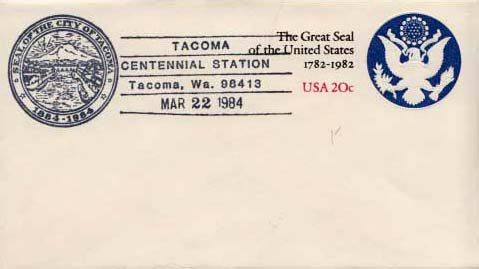 SEAL OF THE CITY OF TACOMA
1884-1984
TACOMA
CENTENNIAL STATION
Tacoma, Wa. 98413
MAR 22 1984
The Great Seal
of the United States
1782-1982
USA 20c